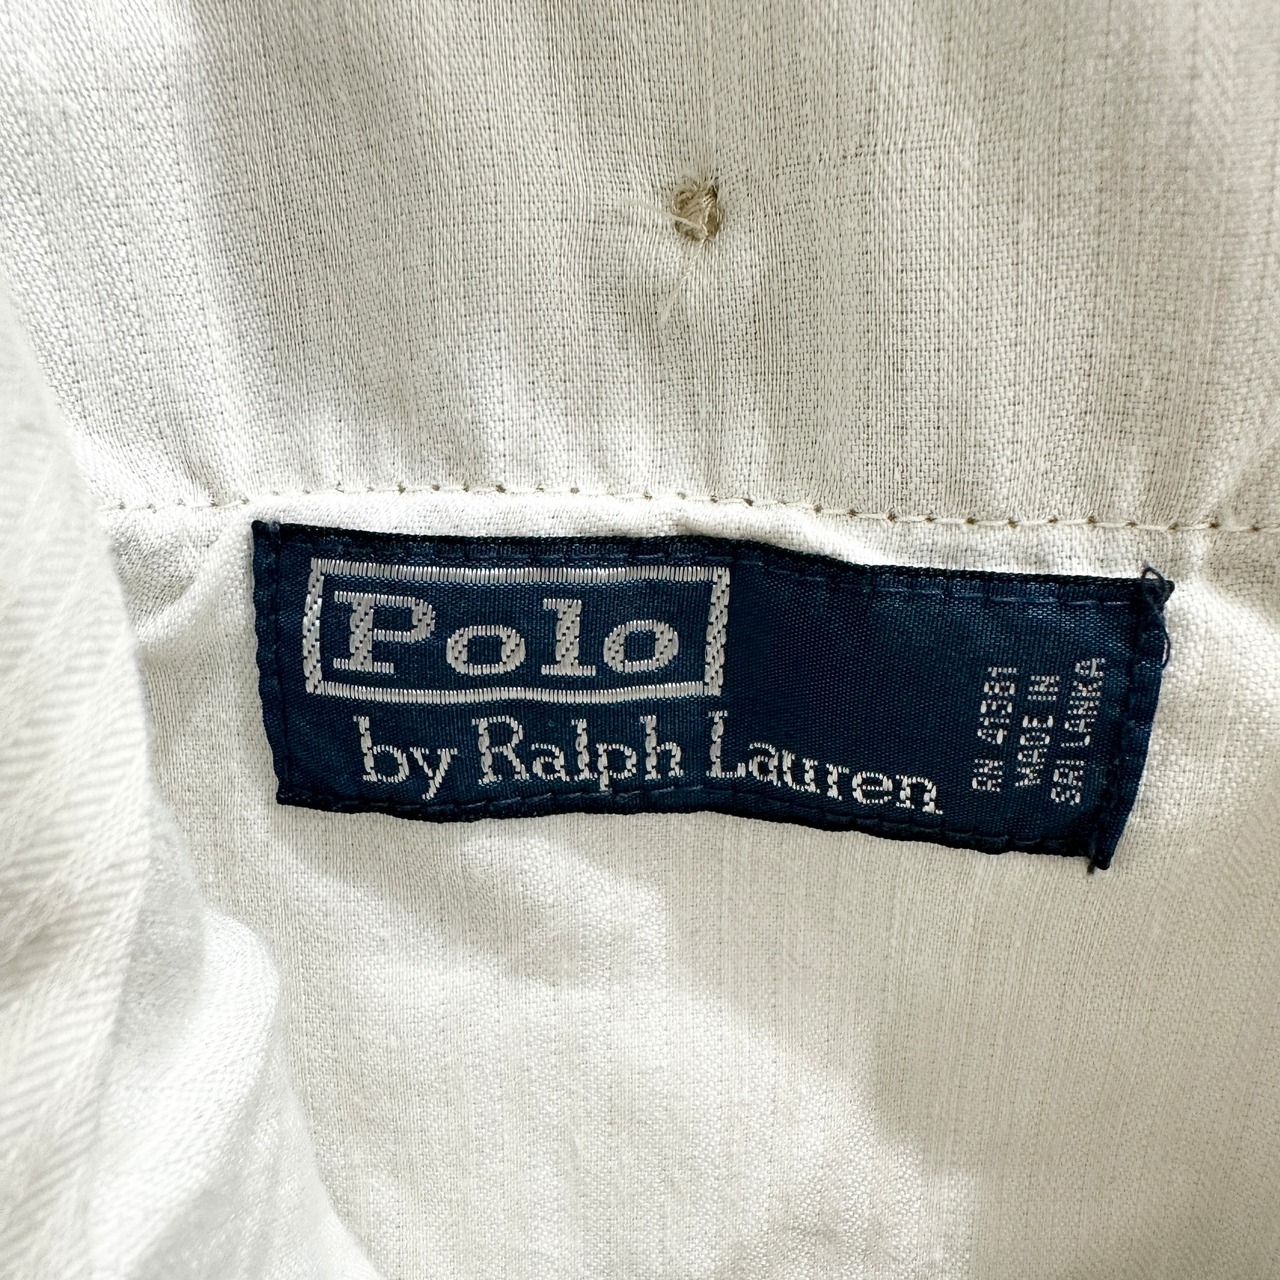 Polo
by Ralph Lauren
RN 41381
MADE IN
SRI LANKA